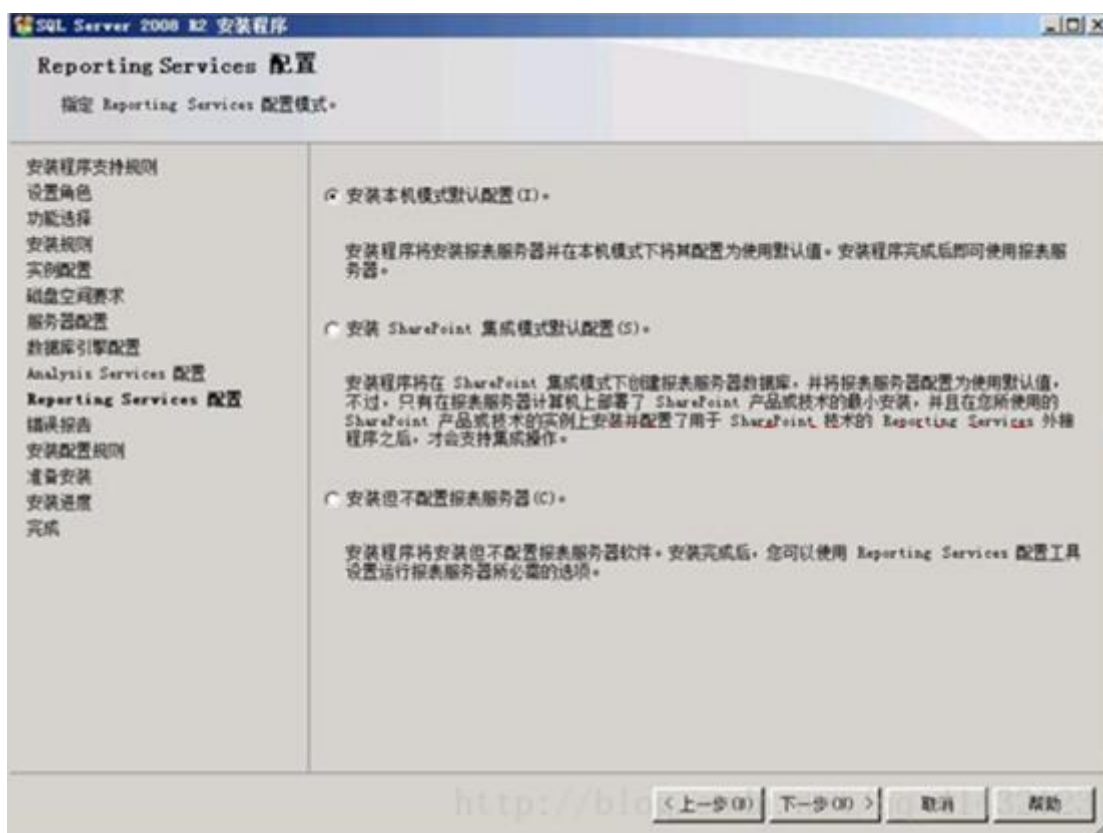 SQL Server 2008 R2 安装程序
Reporting Services 配置
指定 Reporting Services 配置模式。
安装程序支持规则
设置角色
功能选择
安装规则
实例配置
磁盘空间要求
服务器配置
数据库引擎配置
Analysis Services 配置
Reporting Services 配置
错误报告
安装配置规则
准备安装
安装进度
完成
安装本机模式默认配置(I)。
安装程序将安装报表服务器并在本机模式下将其配置为使用默认值。安装程序完成后即可使用报表服
务器。
安装 SharePoint 集成模式默认配置(S)。
安装程序将在 SharePoint 集成模式下创建报表服务器数据库，并将报表服务器配置为使用默认值，
不过，只有在报表服务器计算机上部署了 SharePoint 产品或技术的最小安装，并且在您所使用的
SharePoint 产品或技术的实例上安装并配置了用于 SharePoint 技术的 Reporting Services 外接
程序之后，才会支持集成操作。
安装但不配置报表服务器(C)。
安装程序将安装但不配置报表服务器软件。安装完成后，您可以使用 Reporting Services 配置工具
设置运行报表服务器所必需的选项。
http://blo
<上一步(B) 下一步(N) > 取消 帮助